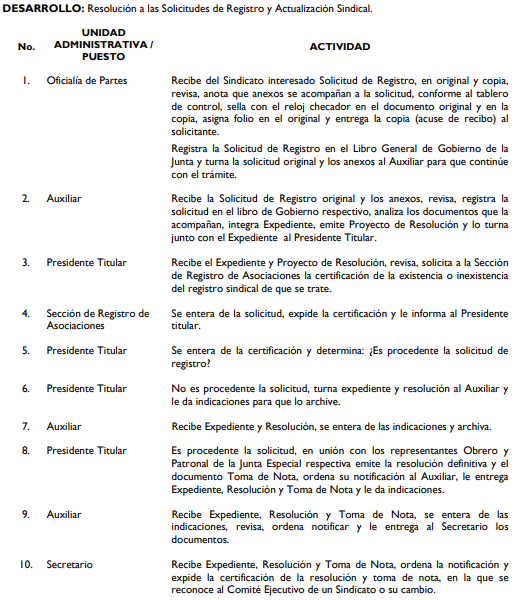 DESARROLLO: Resolución a las Solicitudes de Registro y Actualización Sindical.
No.
UNIDAD
ADMINISTRATIVA /
PUESTO
ACTIVIDAD
1. Oficialía de Partes
Recibe del Sindicato interesado Solicitud de Registro, en original y copia,
revisa, anota que anexos se acompañan a la solicitud, conforme al tablero
de control, sella con el reloj checador en el documento original y en la
copia, asigna folio en el original y entrega la copia (acuse de recibo) al
solicitante.
Registra la Solicitud de Registro en el Libro General de Gobierno de la
Junta y turna la solicitud original y los anexos al Auxiliar para que continúe
con el trámite.
2. Auxiliar
Recibe la Solicitud de Registro original y los anexos, revisa, registra la
solicitud en el libro de Gobierno respectivo, analiza los documentos que la
acompañan, integra Expediente, emite Proyecto de Resolución y lo turna
junto con el Expediente al Presidente Titular.
3. Presidente Titular
Recibe el Expediente y Proyecto de Resolución, revisa, solicita a la Sección
de Registro de Asociaciones la certificación de la existencia o inexistencia
del registro sindical de que se trate.
4. Sección de Registro de
Asociaciones
Se entera de la solicitud, expide la certificación y le informa al Presidente
titular.
5. Presidente Titular
Se entera de la certificación y determina: ¿Es procedente la solicitud de
registro?
6. Presidente Titular
No es procedente la solicitud, turna expediente y resolución al Auxiliar y
le da indicaciones para que lo archive.
7. Auxiliar
Recibe Expediente y Resolución, se entera de las indicaciones y archiva.
8. Presidente Titular
Es procedente la solicitud, en unión con los representantes Obrero y
Patronal de la Junta Especial respectiva emite la resolución definitiva y el
documento Toma de Nota, ordena su notificación al Auxiliar, le entrega
Expediente, Resolución y Toma de Nota y le da indicaciones.
9. Auxiliar
Recibe Expediente, Resolución y Toma de Nota, se entera de las
indicaciones, revisa, ordena notificar y le entrega al Secretario los
documentos.
10. Secretario
Recibe Expediente, Resolución y Toma de Nota, ordena la notificación y
expide la certificación de la resolución y toma de nota, en la que se
reconoce al Comité Ejecutivo de un Sindicato o su cambio.